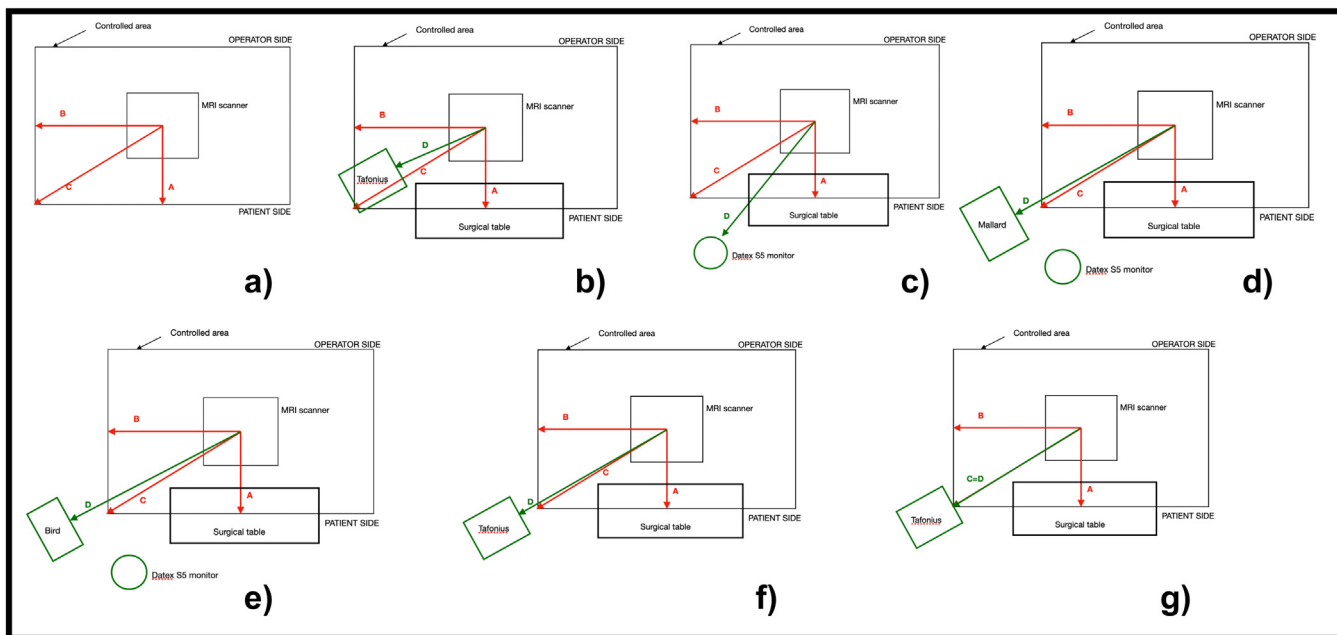 Controlled area
OPERATOR SIDE
MRI scanner
B
C
A
PATIENT SIDE
a)
Controlled area
OPERATOR SIDE
MRI scanner
B
D
C
Tafonius
A
PATIENT SIDE
Surgical table
b)
Controlled area
OPERATOR SIDE
MRI scanner
B
C
A
D
PATIENT SIDE
Surgical table
Datex S5 monitor
c)
Controlled area
OPERATOR SIDE
MRI scanner
B
D
C
A
PATIENT SIDE
Mallard
Surgical table
Datex S5 monitor
d)
Controlled area
OPERATOR SIDE
MRI scanner
B
D
C
A
PATIENT SIDE
Bird
Surgical table
Datex S5 monitor
e)
Controlled area
OPERATOR SIDE
MRI scanner
B
C
A
D
PATIENT SIDE
Tafonius
Surgical table
f)
Controlled area
OPERATOR SIDE
MRI scanner
B
C=D
A
PATIENT SIDE
Tafonius
Surgical table
g)